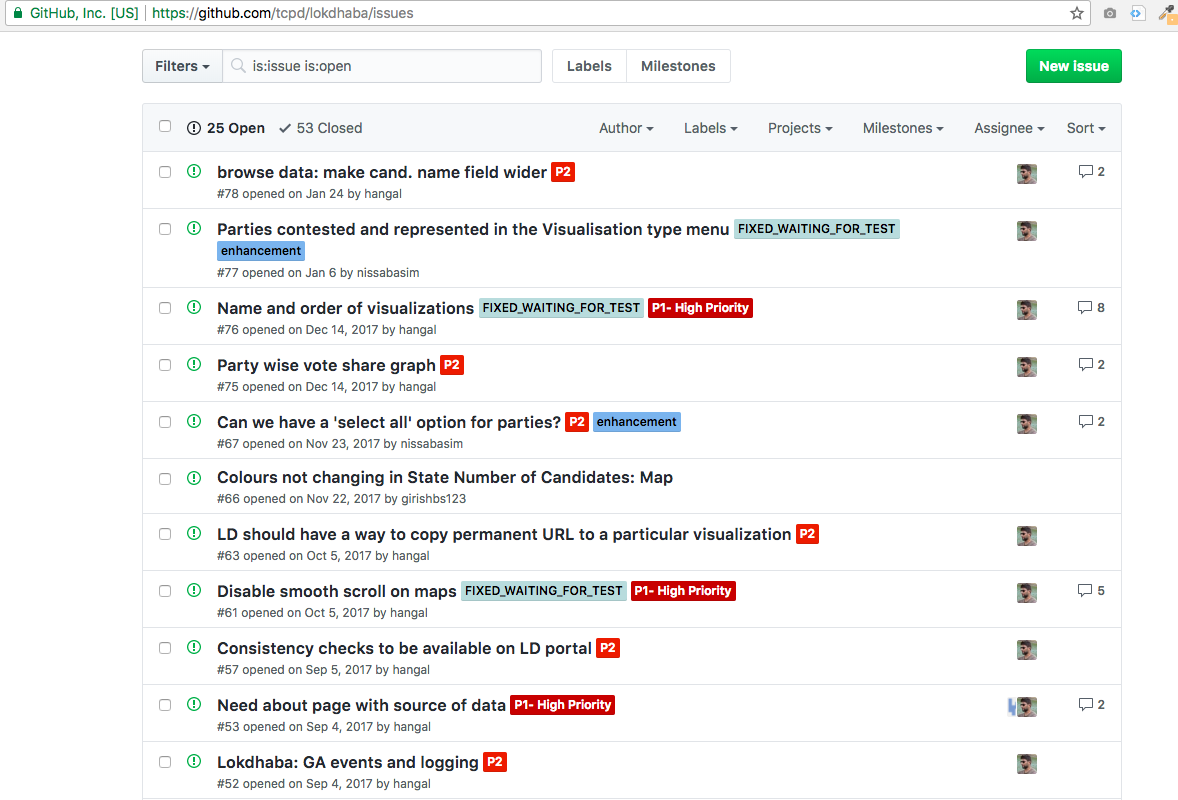 GitHub, Inc. [US] https://github.com/tcpd/lokdhaba/issues
Filters is:issue is:open Labels Milestones New issue
25 Open 53 Closed Author Labels Projects Milestones Assignee Sort
browse data: make cand. name field wider P2 2
#78 opened on Jan 24 by hangal
Parties contested and represented in the Visualisation type menu FIXED_WAITING_FOR_TEST
enhancement
#77 opened on Jan 6 by nissabasim
Name and order of visualizations FIXED_WAITING_FOR_TEST P1- High Priority 8
#76 opened on Dec 14, 2017 by hangal
Party wise vote share graph P2 2
#75 opened on Dec 14, 2017 by hangal
Can we have a 'select all' option for parties? P2 enhancement 2
#67 opened on Nov 23, 2017 by nissabasim
Colours not changing in State Number of Candidates: Map
#66 opened on Nov 22, 2017 by girishbs123
LD should have a way to copy permanent URL to a particular visualization P2
#63 opened on Oct 5, 2017 by hangal
Disable smooth scroll on maps FIXED_WAITING_FOR_TEST P1- High Priority 5
#61 opened on Oct 5, 2017 by hangal
Consistency checks to be available on LD portal P2
#57 opened on Sep 5, 2017 by hangal
Need about page with source of data P1- High Priority 2
#53 opened on Sep 4, 2017 by hangal
Lokdhaba: GA events and logging P2
#52 opened on Sep 4, 2017 by hangal